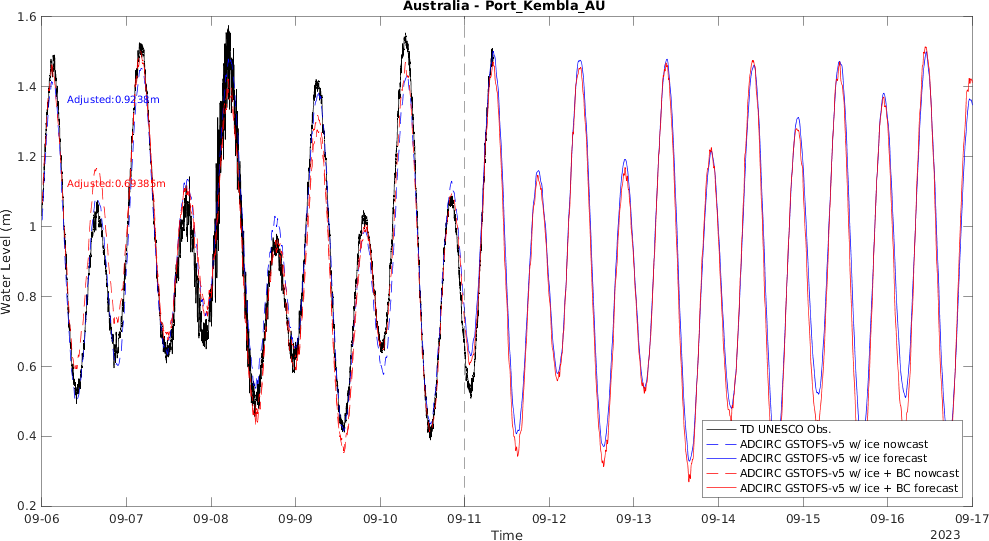 Australia - Port_Kembla_AU
Water Level (m)
1.6
1.4
1.2
1
0.8
0.6
0.4
0.2
Adjusted:0.9238m
Adjusted:0.69385m
TD UNESCO Obs.
ADCIRC GSTOFS-v5 w/ ice nowcast
ADCIRC GSTOFS-v5 w/ ice forecast
ADCIRC GSTOFS-v5 w/ ice + BC nowcast
ADCIRC GSTOFS-v5 w/ ice + BC forecast
09-06 09-07 09-08 09-09 09-10 09-11 09-12 09-13 09-14 09-15 09-16 09-17
Time
2023